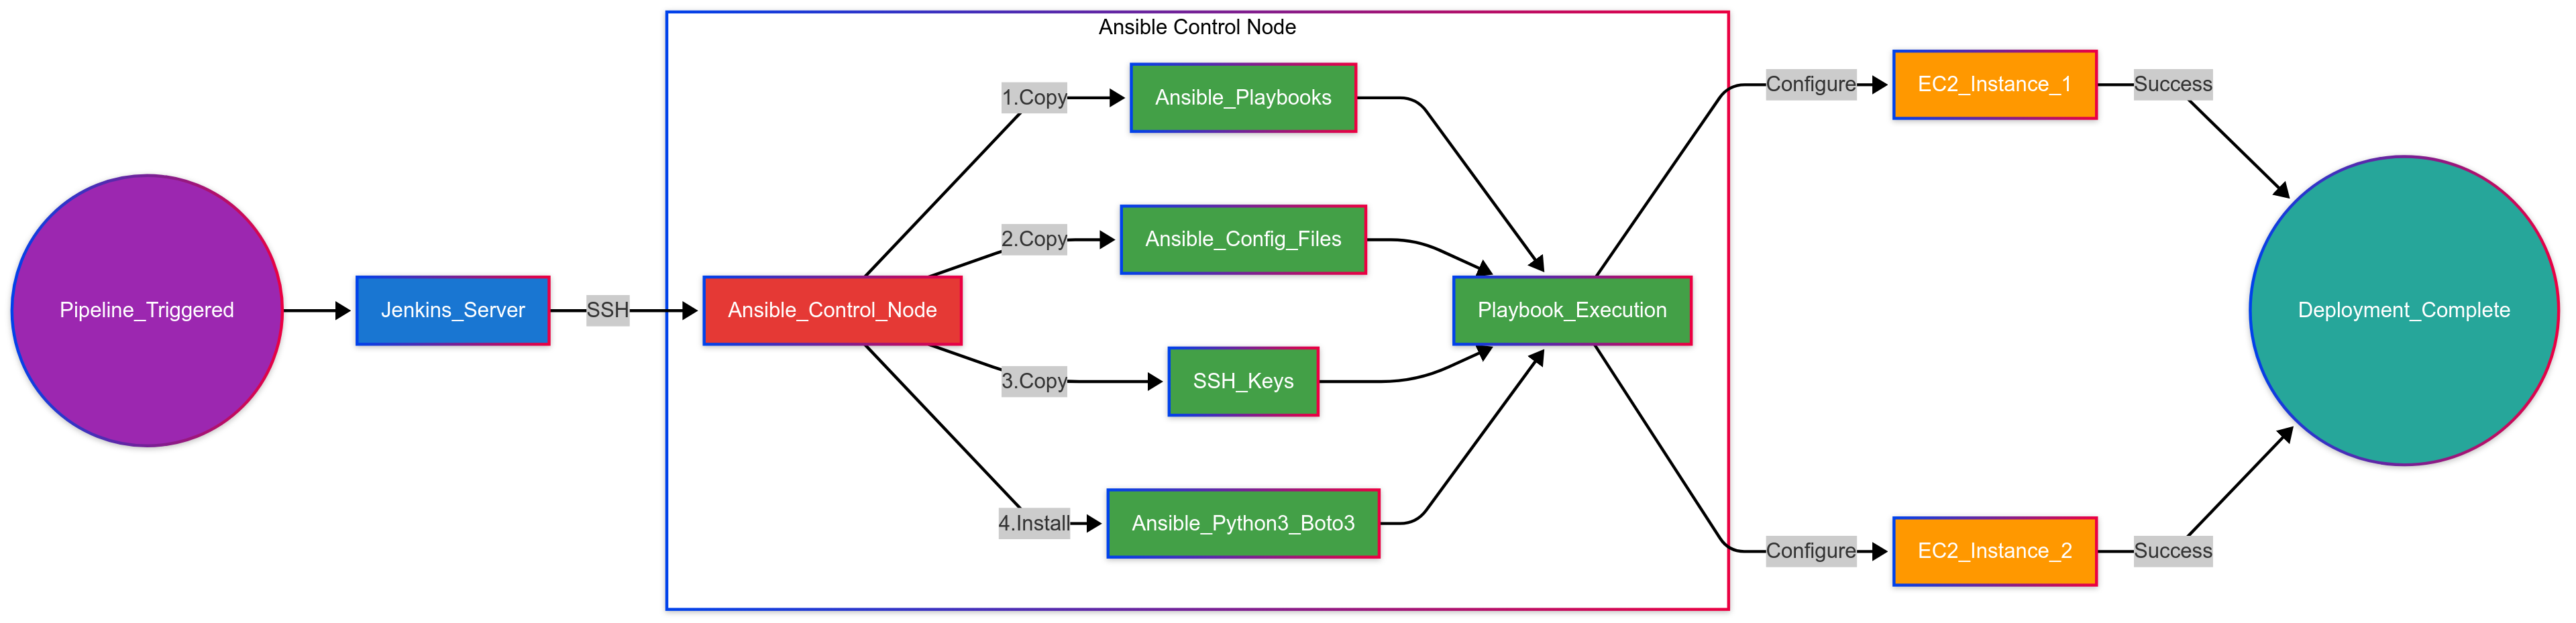 Ansible Control Node
Pipeline_Triggered
Jenkins_Server
SSH
Ansible_Control_Node
1.Copy
Ansible_Playbooks
2.Copy
Ansible_Config_Files
3.Copy
SSH_Keys
4.Install
Ansible_Python3_Boto3
Playbook_Execution
Configure
EC2_Instance_1
Success
Configure
EC2_Instance_2
Success
Deployment_Complete